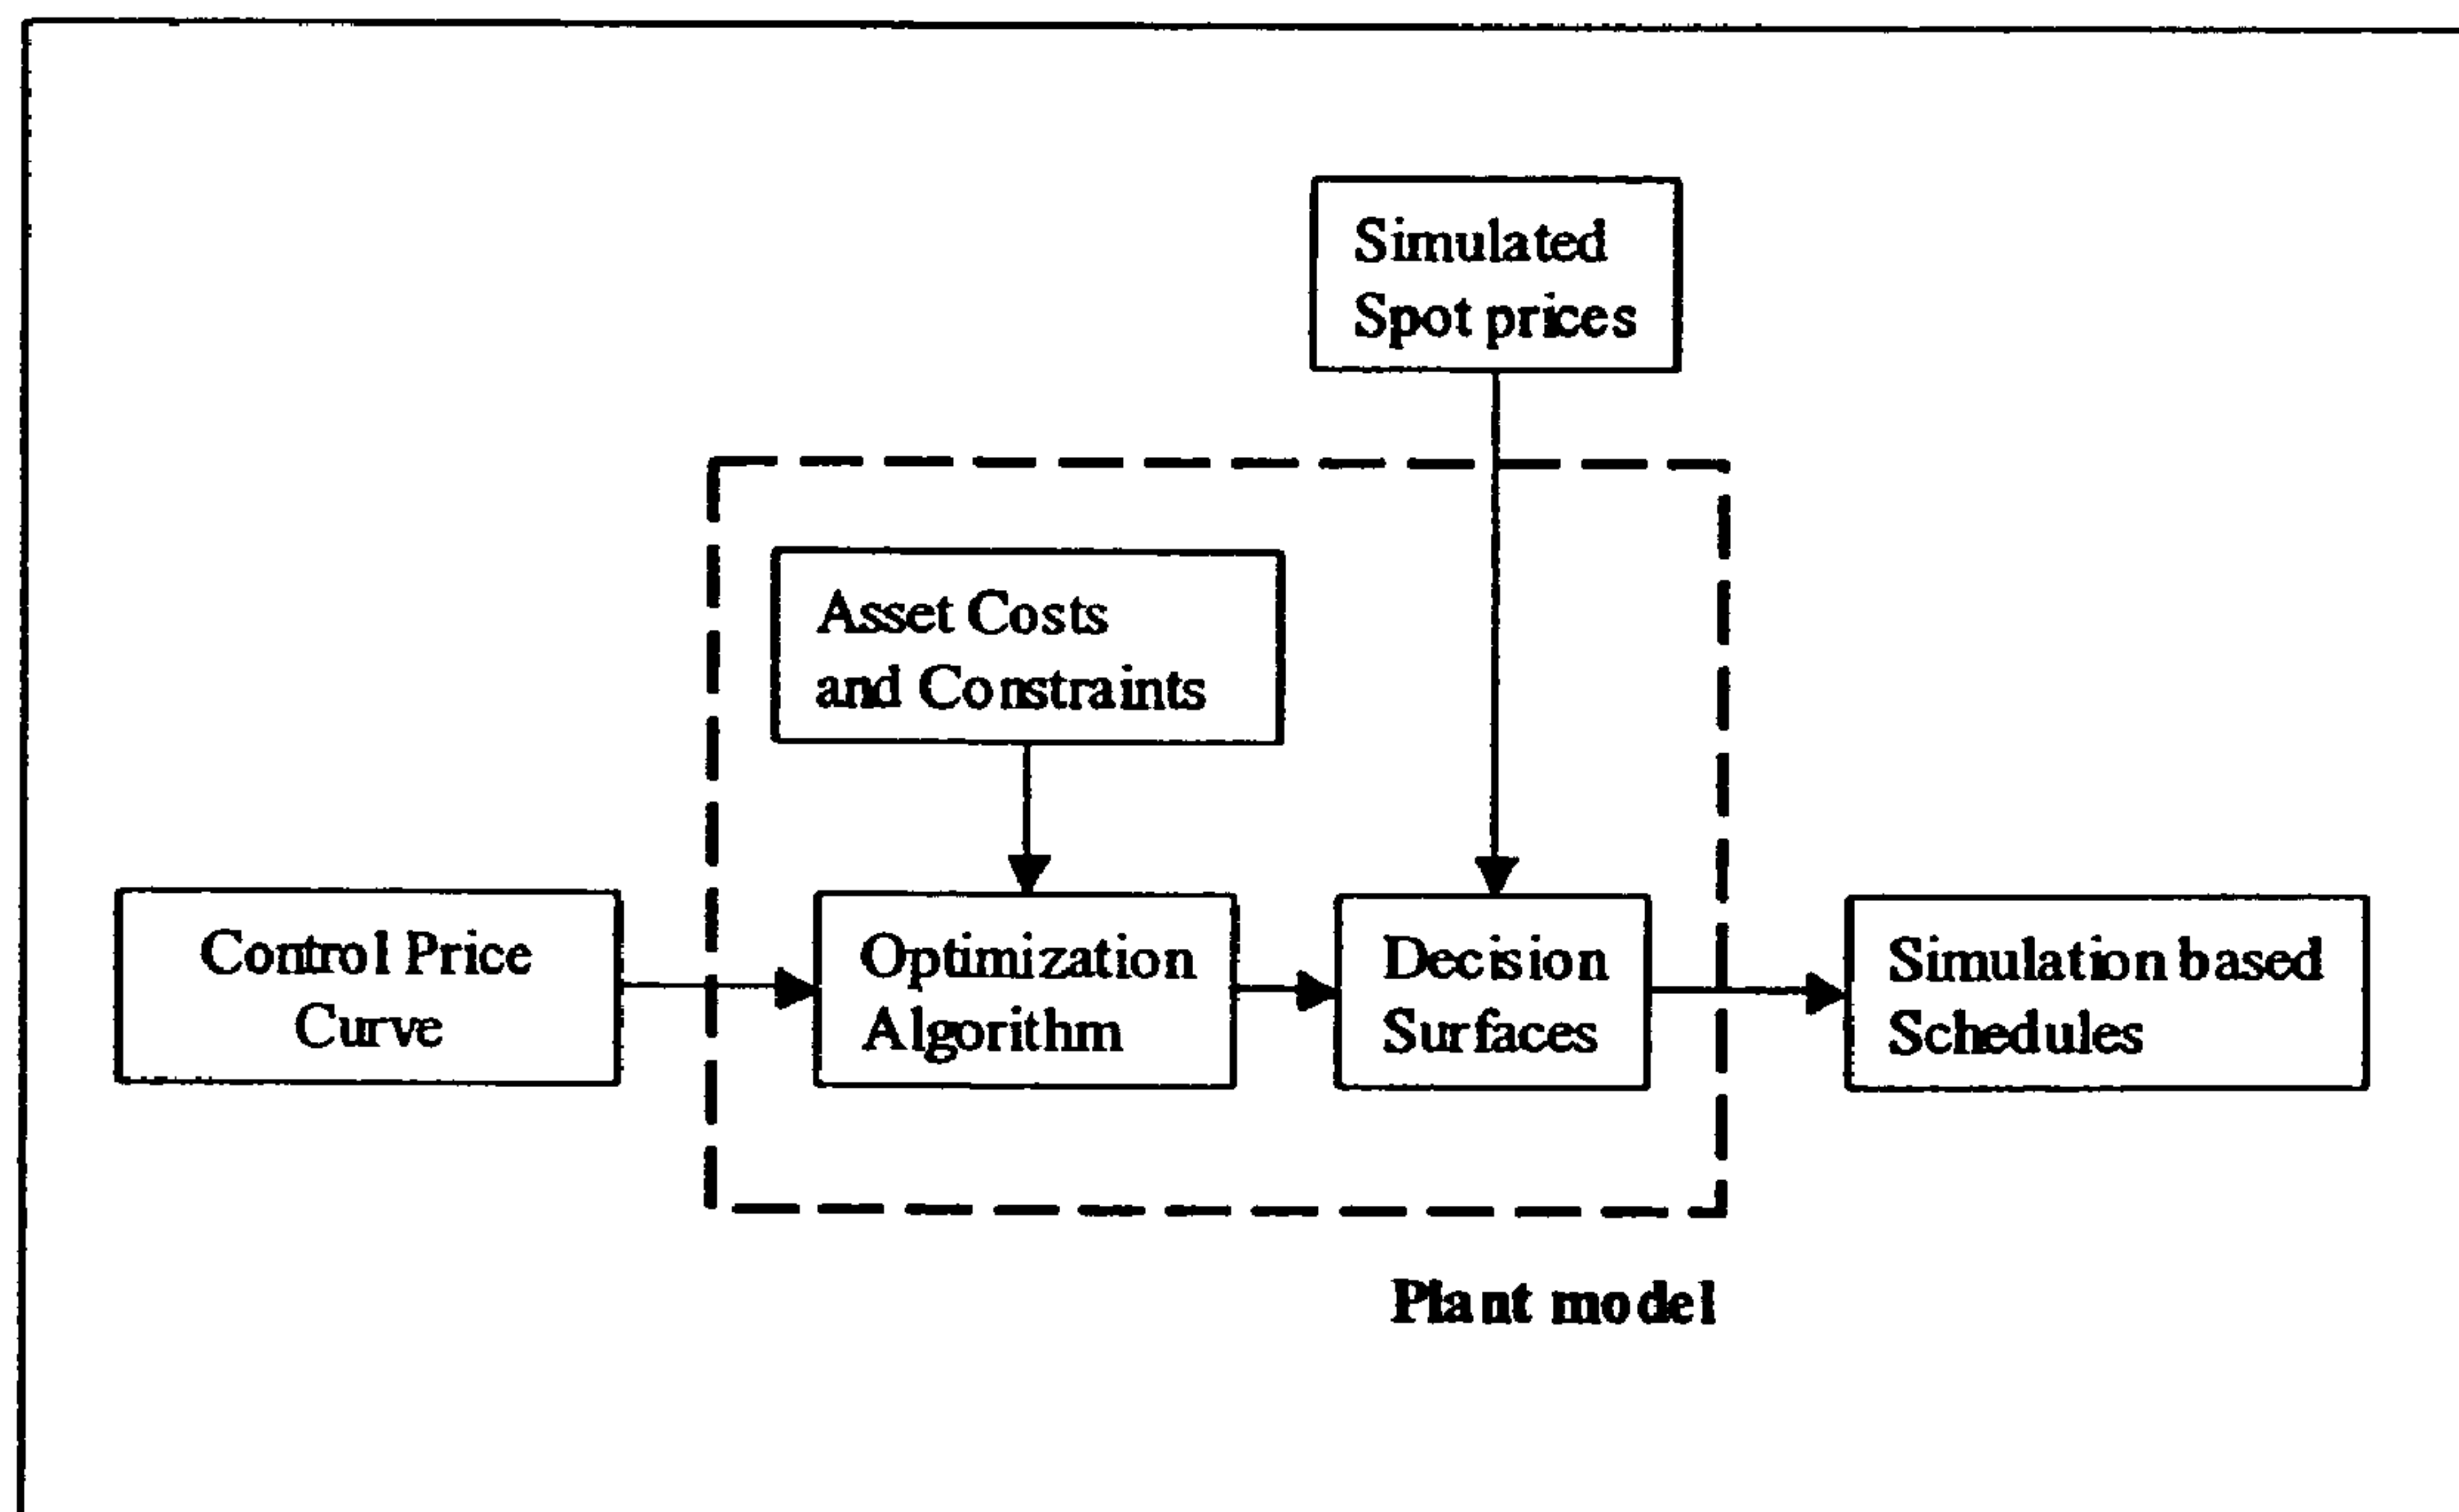 Simulated
Spot prices
Asset Costs
and Constraints
Control Price
Curve
Optimization
Algorithm
Decision
Surfaces
Simulation based
Schedules
Plant model